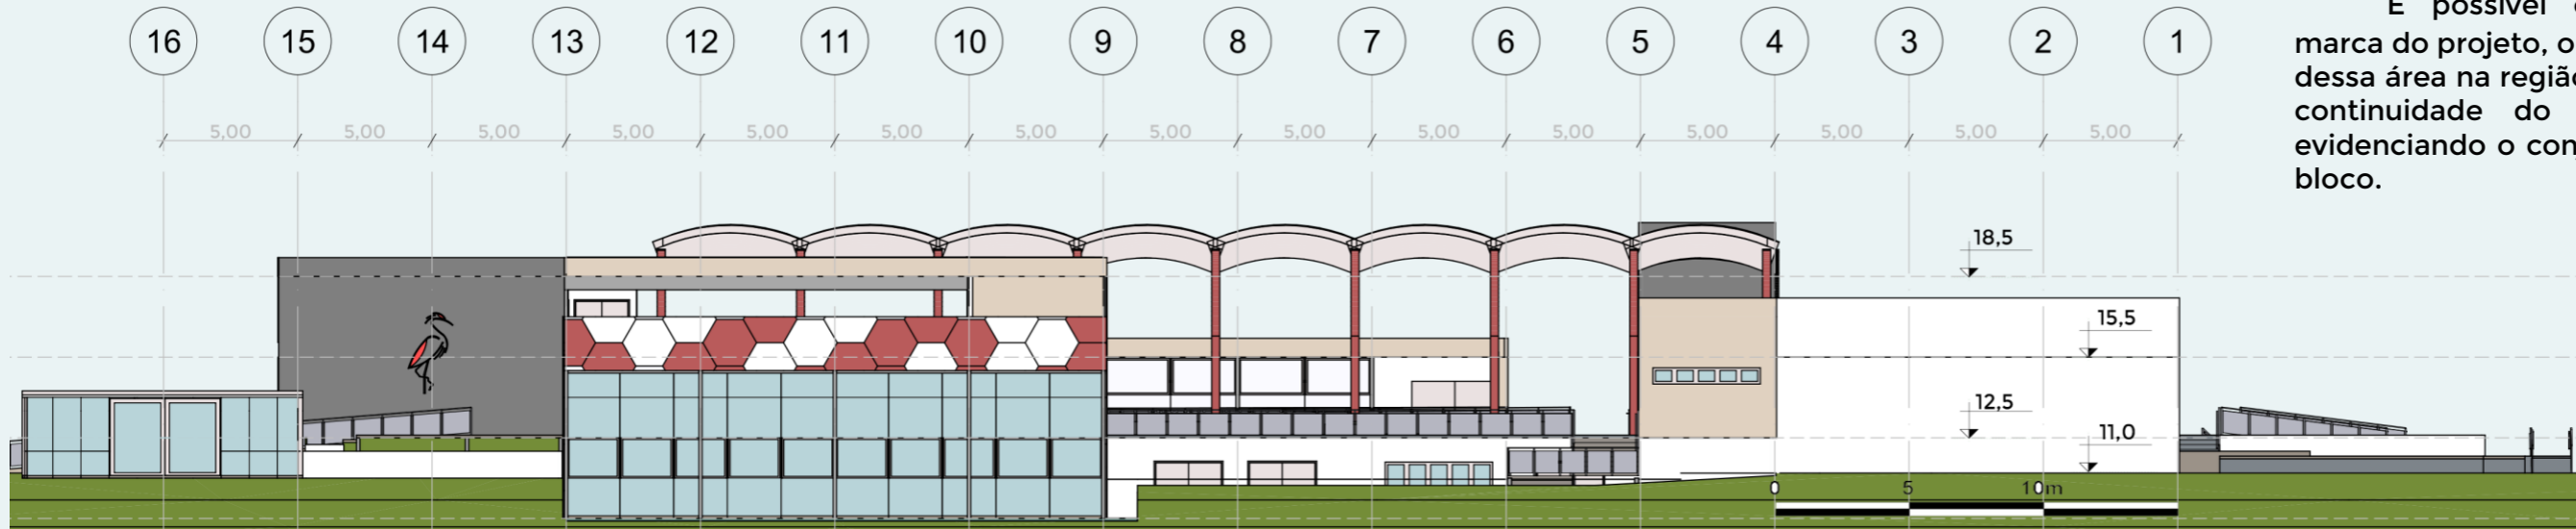 16 15 14 13 12 11 10 9 8 7 6 5 4 3 2 1
5,00 5,00 5,00 5,00 5,00 5,00 5,00 5,00 5,00 5,00 5,00 5,00 5,00 5,00 5,00
É possível
marca do projeto, o
dessa área na região
continuidade do
evidenciando o con
bloco.
18,5
15,5
12,5
11,0
0 5 10m